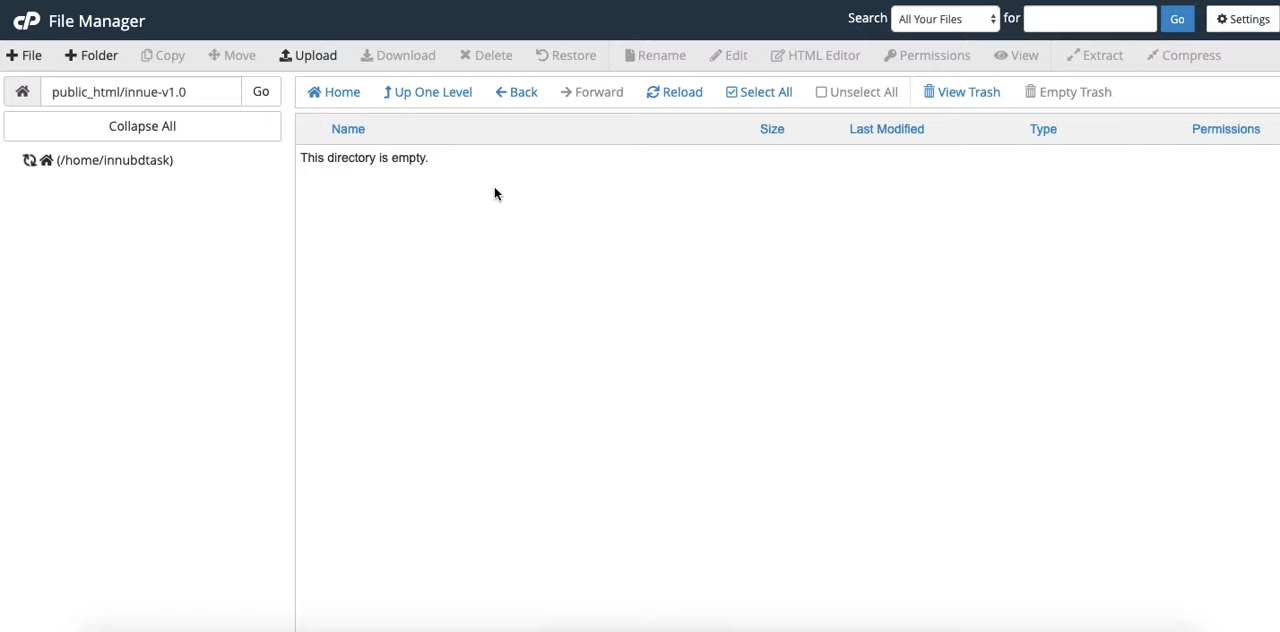 cP File Manager Search All Your Files for Go Settings
File Folder Copy Move Upload Download Delete Restore Rename Edit HTML Editor Permissions View Extract Compress
public_html/innue-v1.0 Go Home Up One Level Back Forward Reload Select All Unselect All View Trash Empty Trash
Collapse All
Name Size Last Modified Type Permissions
(/home/innubdtask)
This directory is empty.